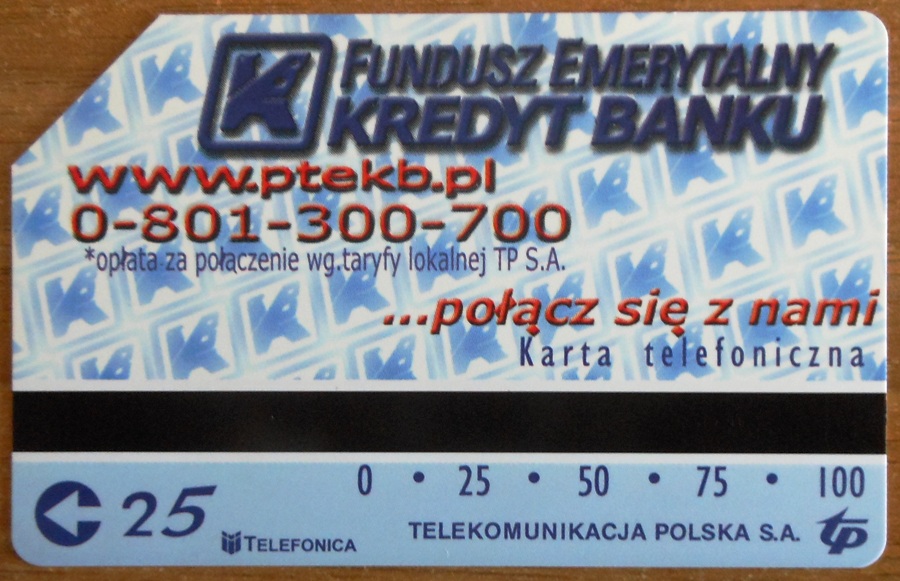 FUNDUSZ EMERYTALNY
KREDYT BANKU
www.ptekb.pl
0-801-300-700
*opłata za połączenie wg.taryfy lokalnej TP S.A.
...połącz się z nami
Karta telefoniczna
0 • 25 • 50 • 75 • 100
25
TELEFONICA
TELEKOMUNIKACJA POLSKA S.A. tp